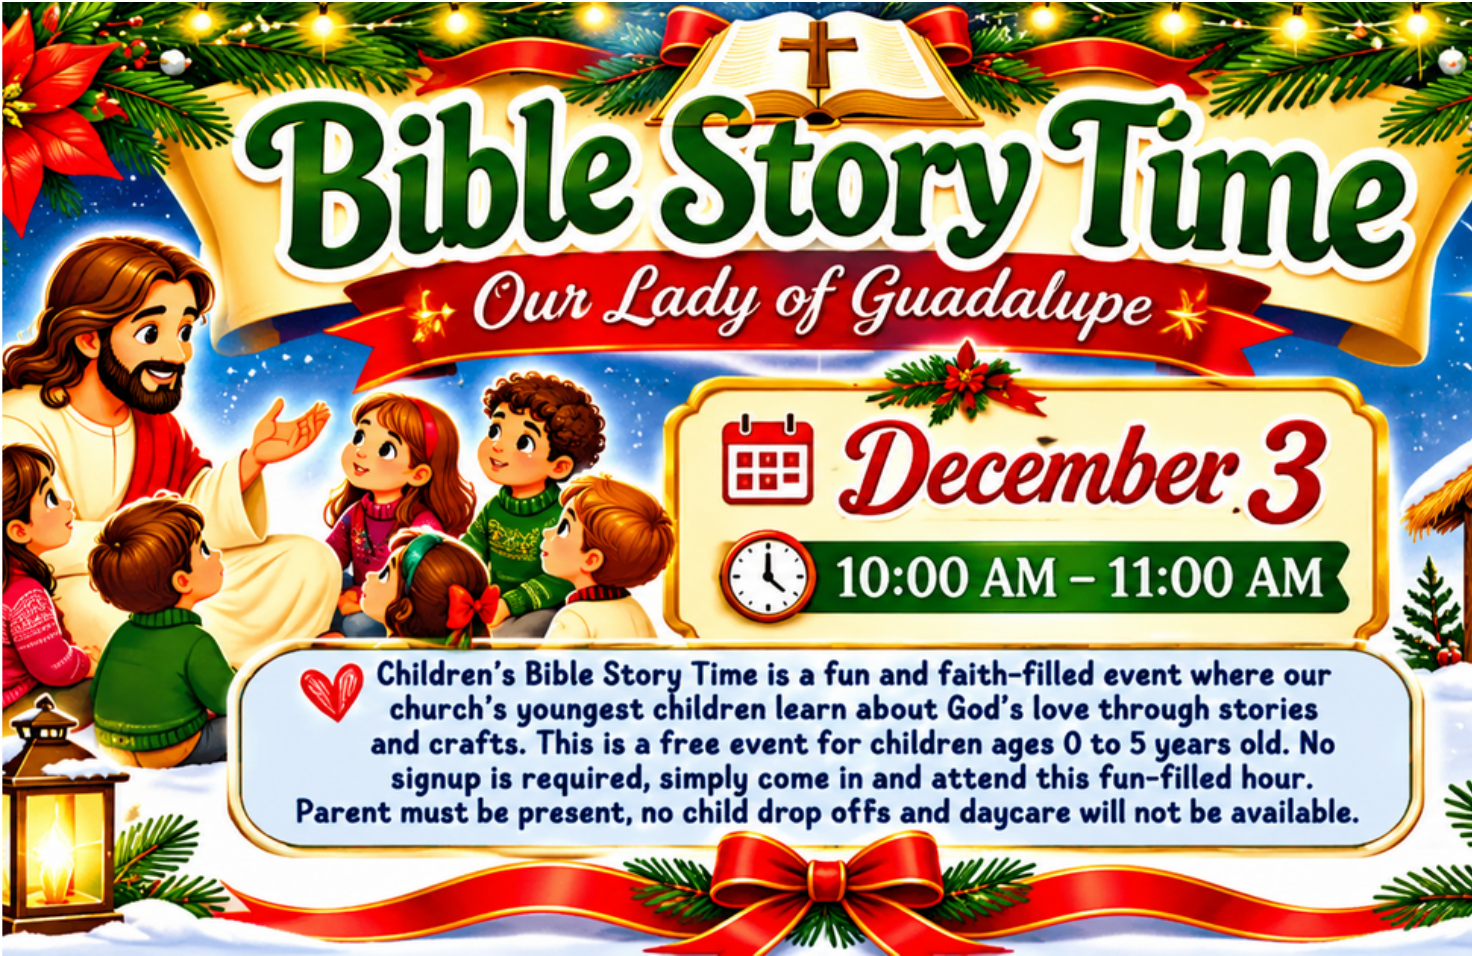 Bible Story Time
Our Lady of Guadalupe
December 3
10:00 AM – 11:00 AM
Children's Bible Story Time is a fun and faith-filled event where our
church's youngest children learn about God's love through stories
and crafts. This is a free event for children ages 0 to 5 years old. No
signup is required, simply come in and attend this fun-filled hour.
Parent must be present, no child drop offs and daycare will not be available.